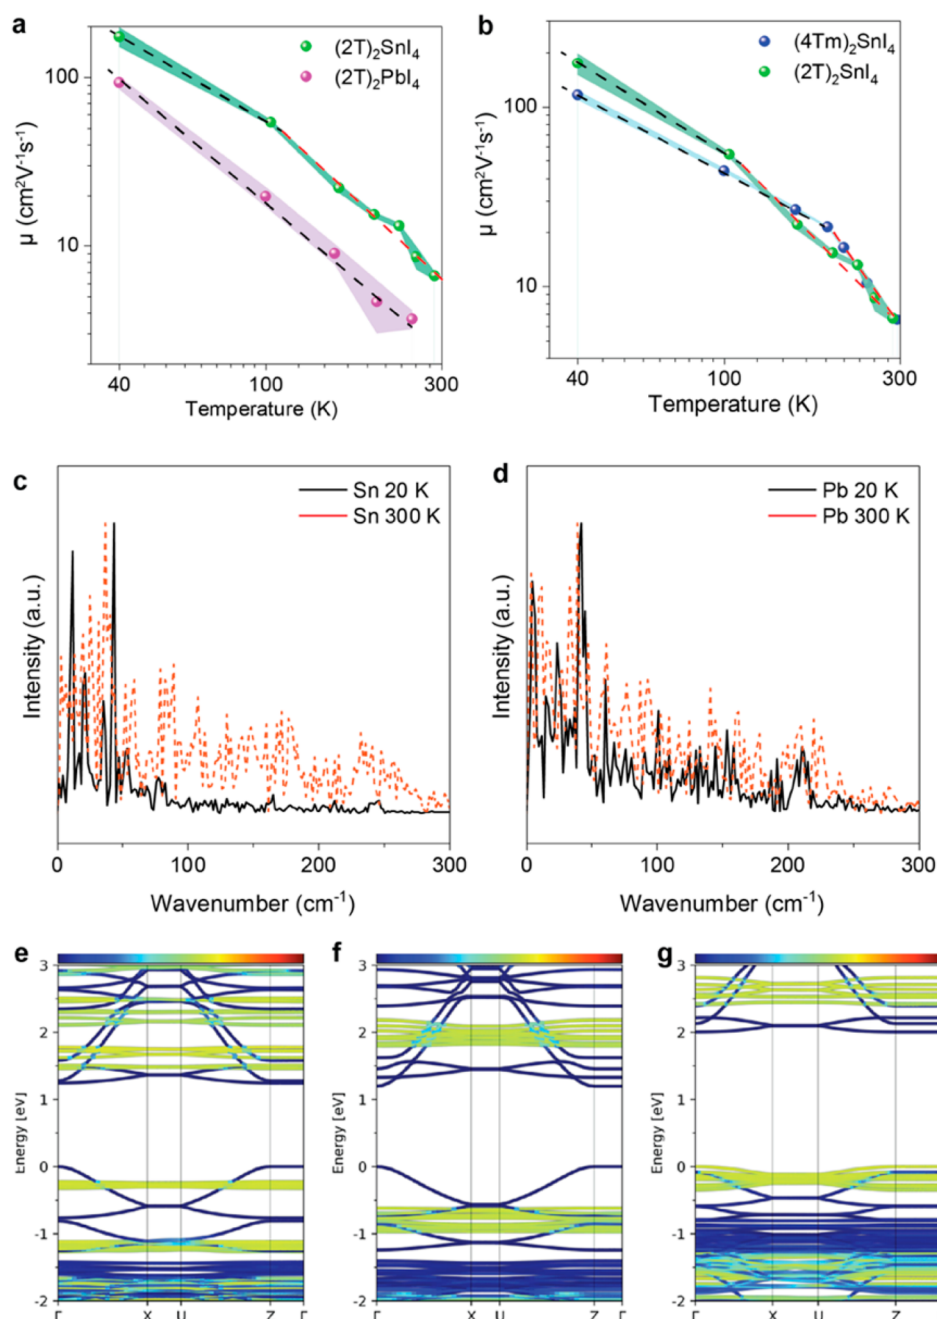 a
(2T)₂SnI₄
(2T)₂PbI₄
100
10
μ (cm²V⁻¹s⁻¹)
40
100
300
Temperature (K)
b
(4Tm)₂SnI₄
(2T)₂SnI₄
100
10
μ (cm²V⁻¹s⁻¹)
40
100
300
Temperature (K)
c
Sn 20 K
Sn 300 K
Intensity (a.u.)
0
100
200
300
Wavenumber (cm⁻¹)
d
Pb 20 K
Pb 300 K
Intensity (a.u.)
0
100
200
300
Wavenumber (cm⁻¹)
e
3
2
1
0
-1
-2
Energy [eV]
Γ
X
U
Z
Γ
f
3
2
1
0
-1
-2
Energy [eV]
Γ
X
U
Z
Γ
g
3
2
1
0
-1
-2
Energy [eV]
Γ
X
U
Z
Γ